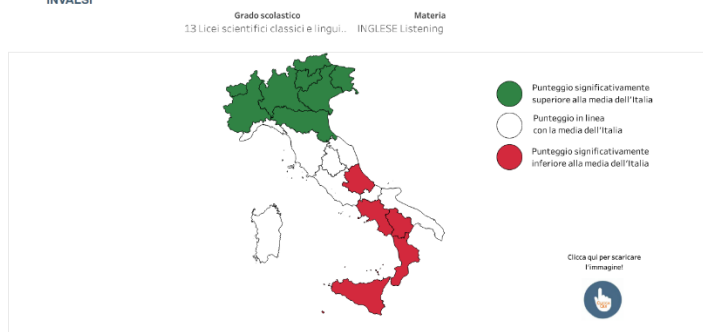 INVALSI
Grado scolastico
Materia
13 Licei scientifici classici e lingui..
INGLESE Listening
Punteggio significativamente
superiore alla media dell'Italia
Punteggio in linea
con la media dell'Italia
Punteggio significativamente
inferiore alla media dell'Italia
Clicca qui per scaricare
l'immagine!